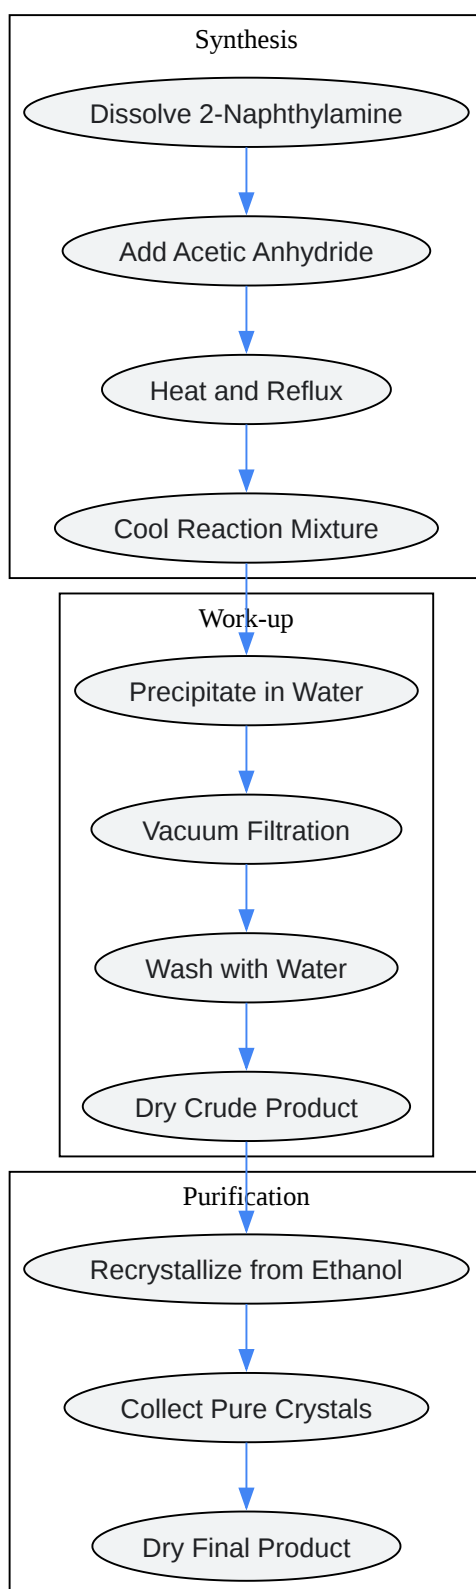 Synthesis
Dissolve 2-Naphthylamine
Add Acetic Anhydride
Heat and Reflux
Cool Reaction Mixture
Work-up
Precipitate in Water
Vacuum Filtration
Wash with Water
Dry Crude Product
Purification
Recrystallize from Ethanol
Collect Pure Crystals
Dry Final Product